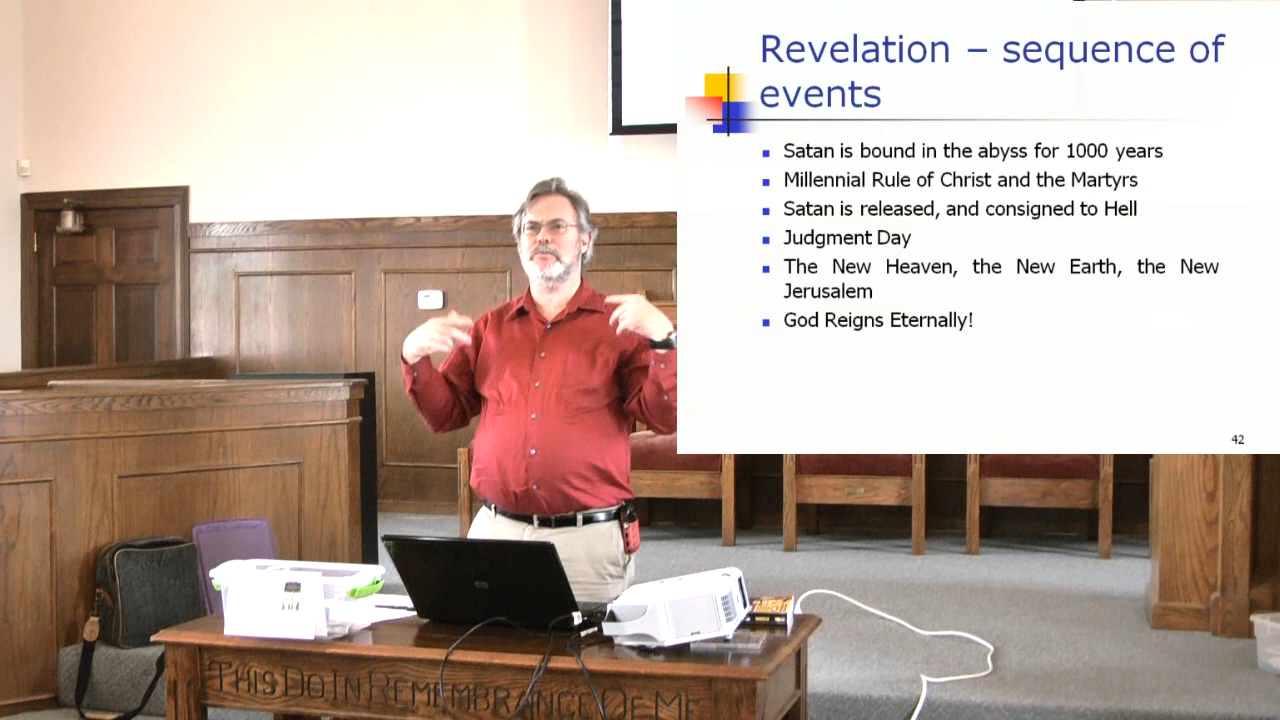 Revelation – sequence of
events
Satan is bound in the abyss for 1000 years
Millennial Rule of Christ and the Martyrs
Satan is released, and consigned to Hell
Judgment Day
The New Heaven, the New Earth, the New
Jerusalem
God Reigns Eternally!
42
THIS DO IN REMEMBRANCE OF ME